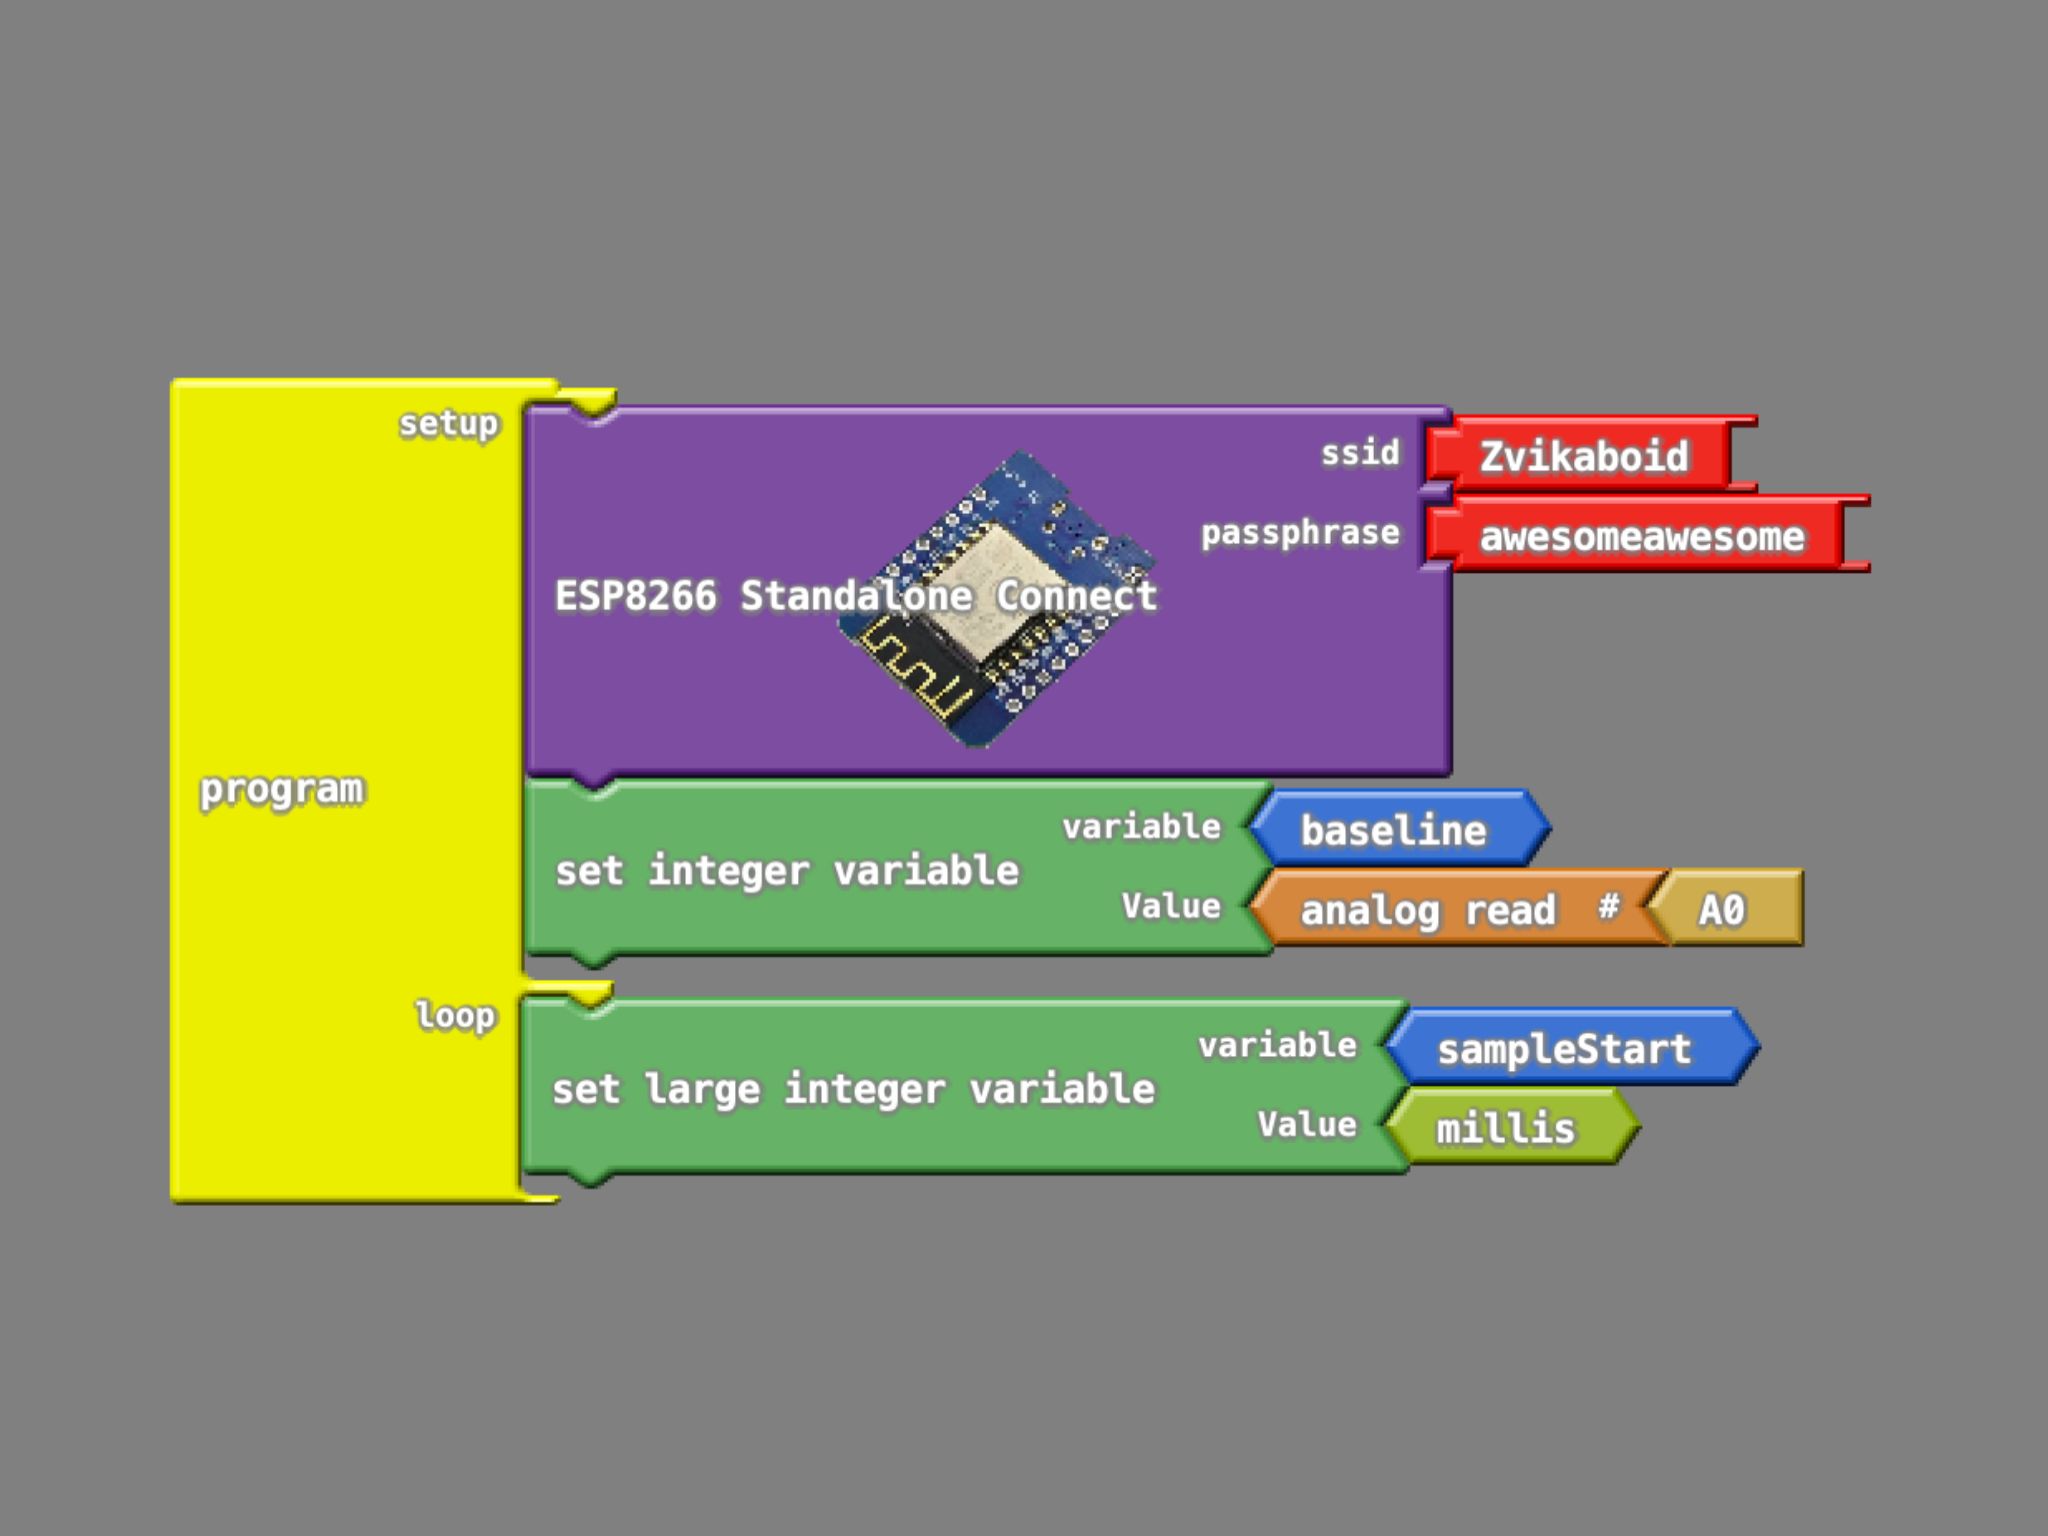 setup
ssid Zvikaboid
passphrase awesomeawesome
ESP8266 Standalone Connect
program
variable baseline
set integer variable
Value analog read # A0
loop
variable sampleStart
set large integer variable
Value millis